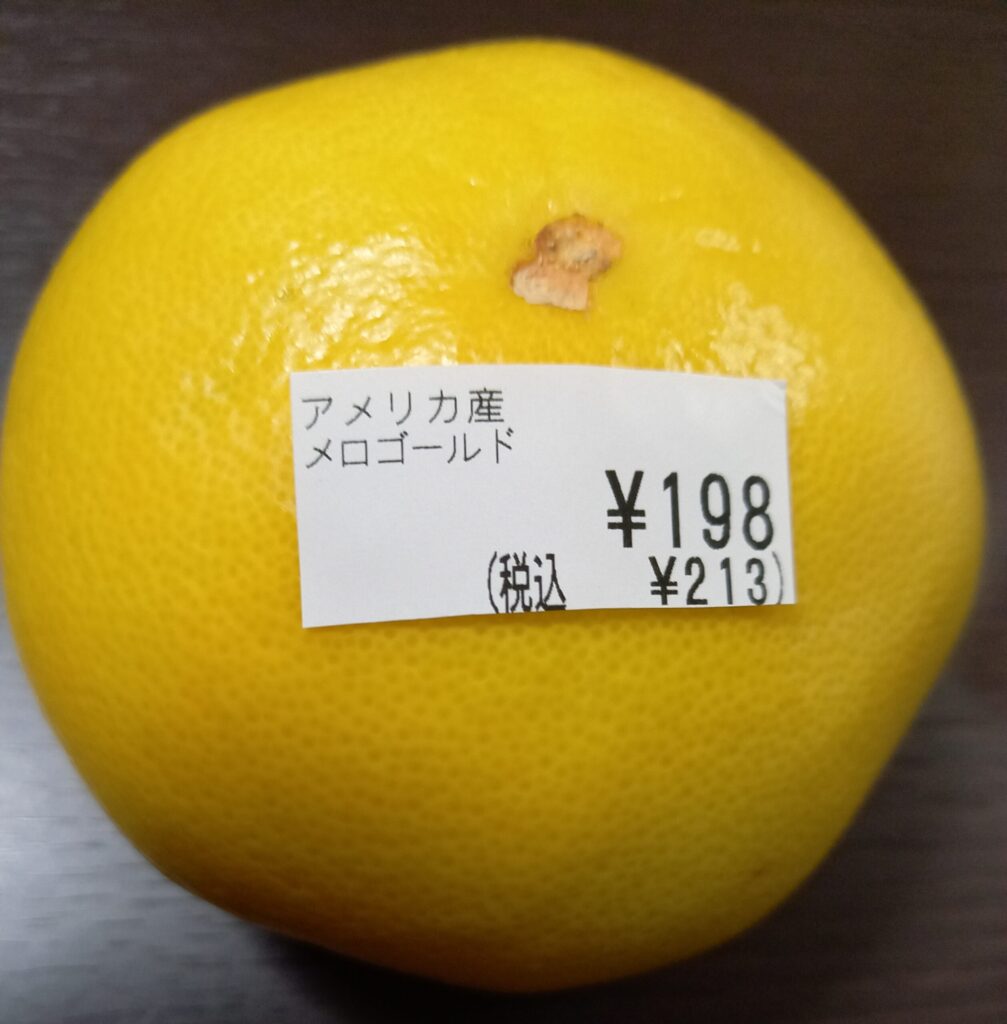 アメリカ産
メロゴールド
¥198
(税込 ¥213)